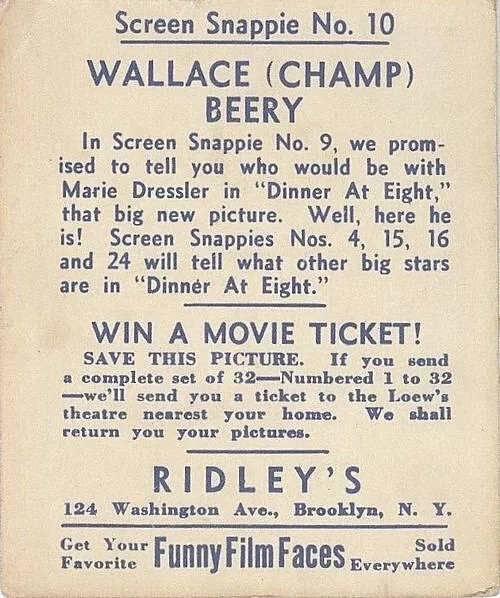 Screen Snappie No. 10
WALLACE (CHAMP)
BEERY
In Screen Snappie No. 9, we prom-
ised to tell you who would be with
Marie Dressler in "Dinner At Eight,"
that big new picture. Well, here he
is! Screen Snappies Nos. 4, 15, 16
and 24 will tell what other big stars
are in "Dinner At Eight."
WIN A MOVIE TICKET!
SAVE THIS PICTURE. If you send
a complete set of 32—Numbered 1 to 32
—we'll send you a ticket to the Loew's
theatre nearest your home. We shall
return you your pictures.
RIDLEY'S
124 Washington Ave., Brooklyn, N. Y.
Get Your Favorite Funny Film Faces Sold Everywhere